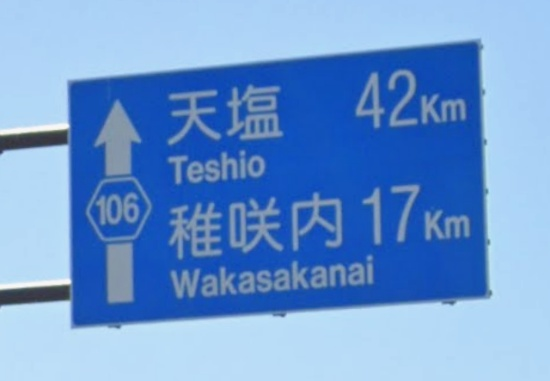 天塩 42Km
Teshio
106
稚咲内 17Km
Wakasakanai